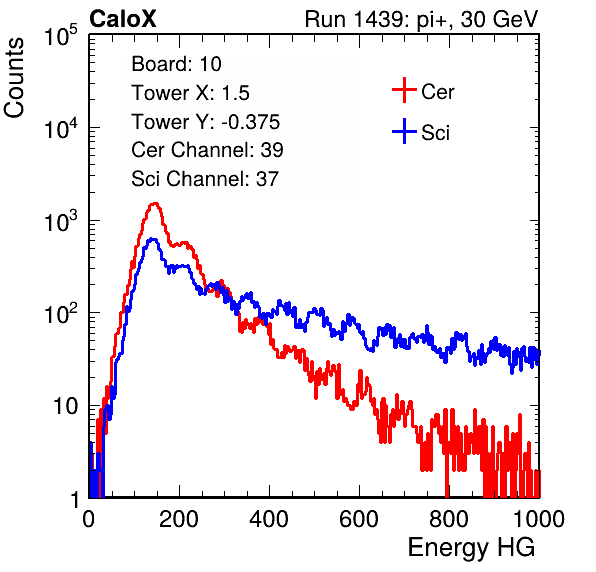 CaloX Run 1439: pi+, 30 GeV
Counts
10^5
10^4
10^3
10^2
10
1
Board: 10
Tower X: 1.5
Tower Y: -0.375
Cer Channel: 39
Sci Channel: 37
Cer
Sci
0 200 400 600 800 1000
Energy HG